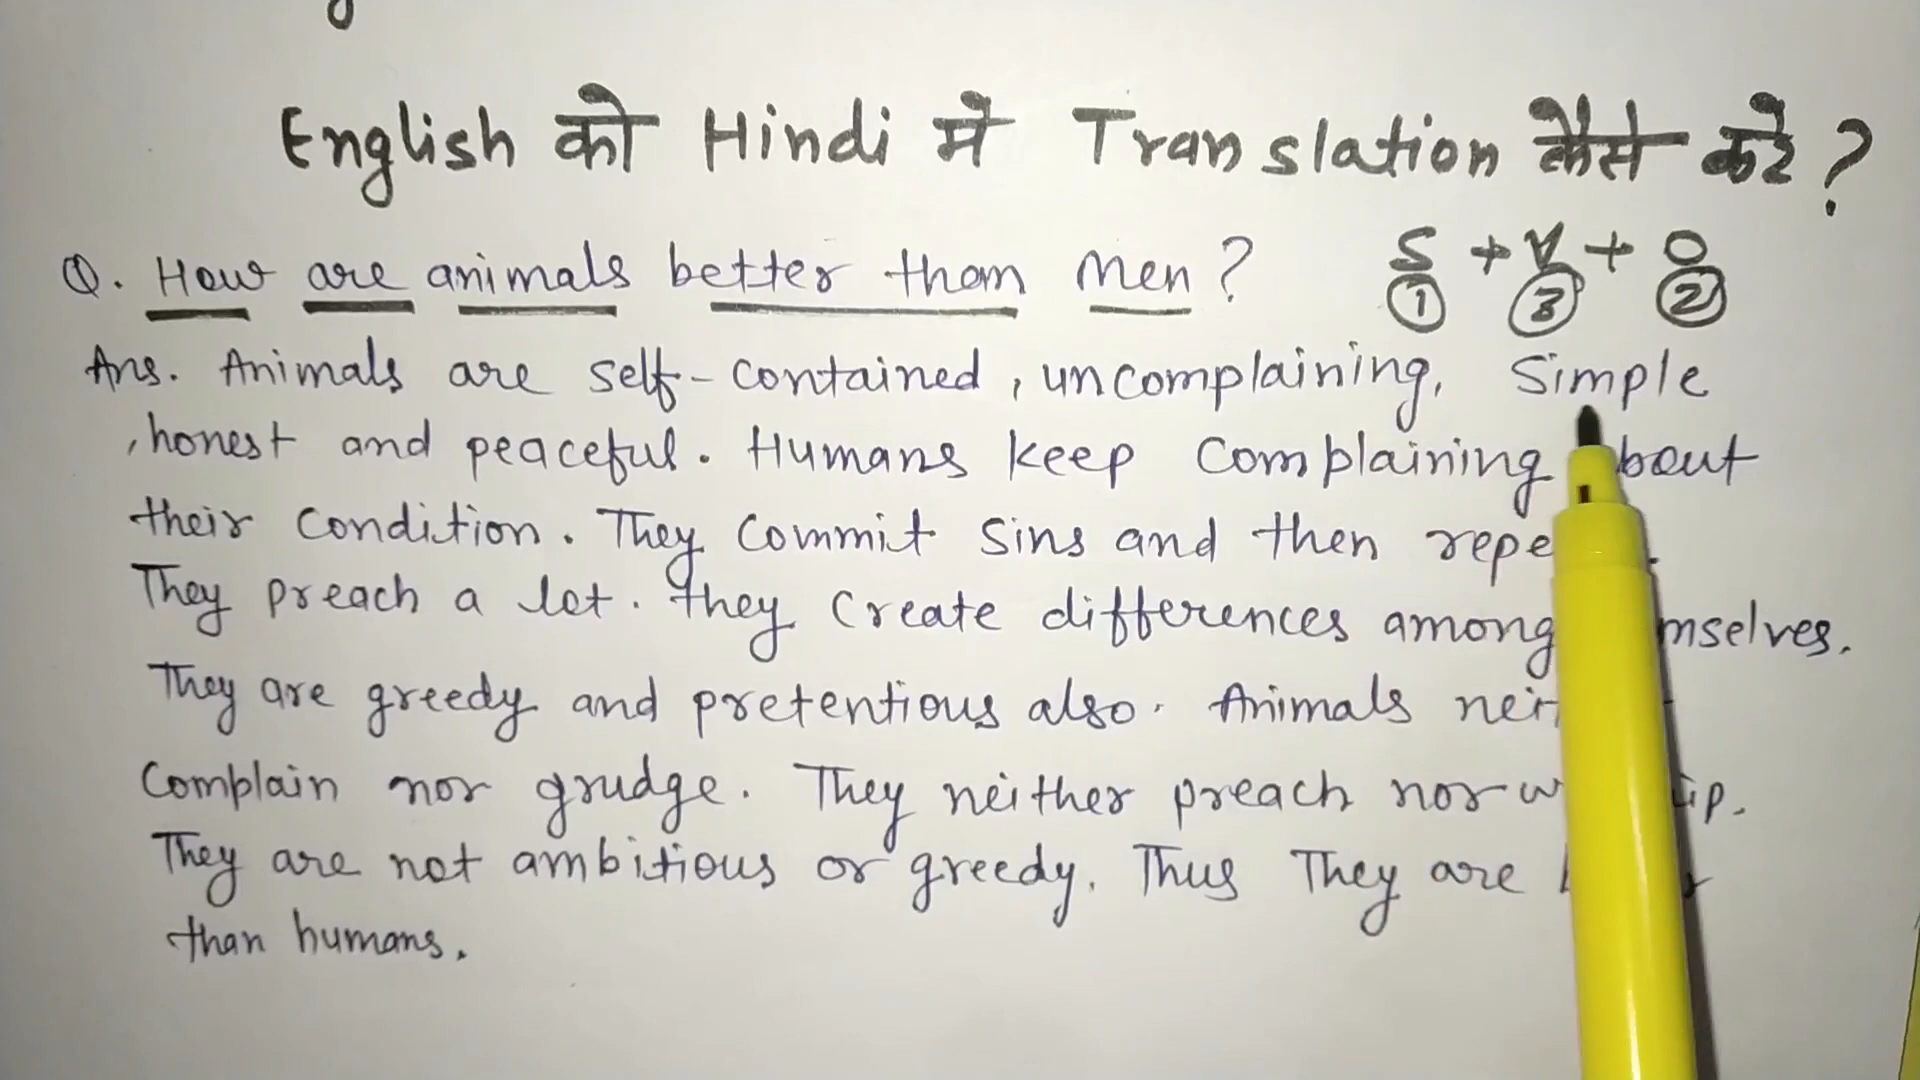 English को Hindi में Translation कैसे करे ?
Q. How are animals better than Men ? S + V + O
1 3 2
Ans. Animals are self-contained, uncomplaining, Simple
, honest and peaceful. Humans keep complaining
their condition. They commit sins and then
They preach a lot. They create differences among
They are greedy and pretentious also. Animals
complain nor grudge. They neither preach nor
They are not ambitious or greedy. Thus They are
than humans.